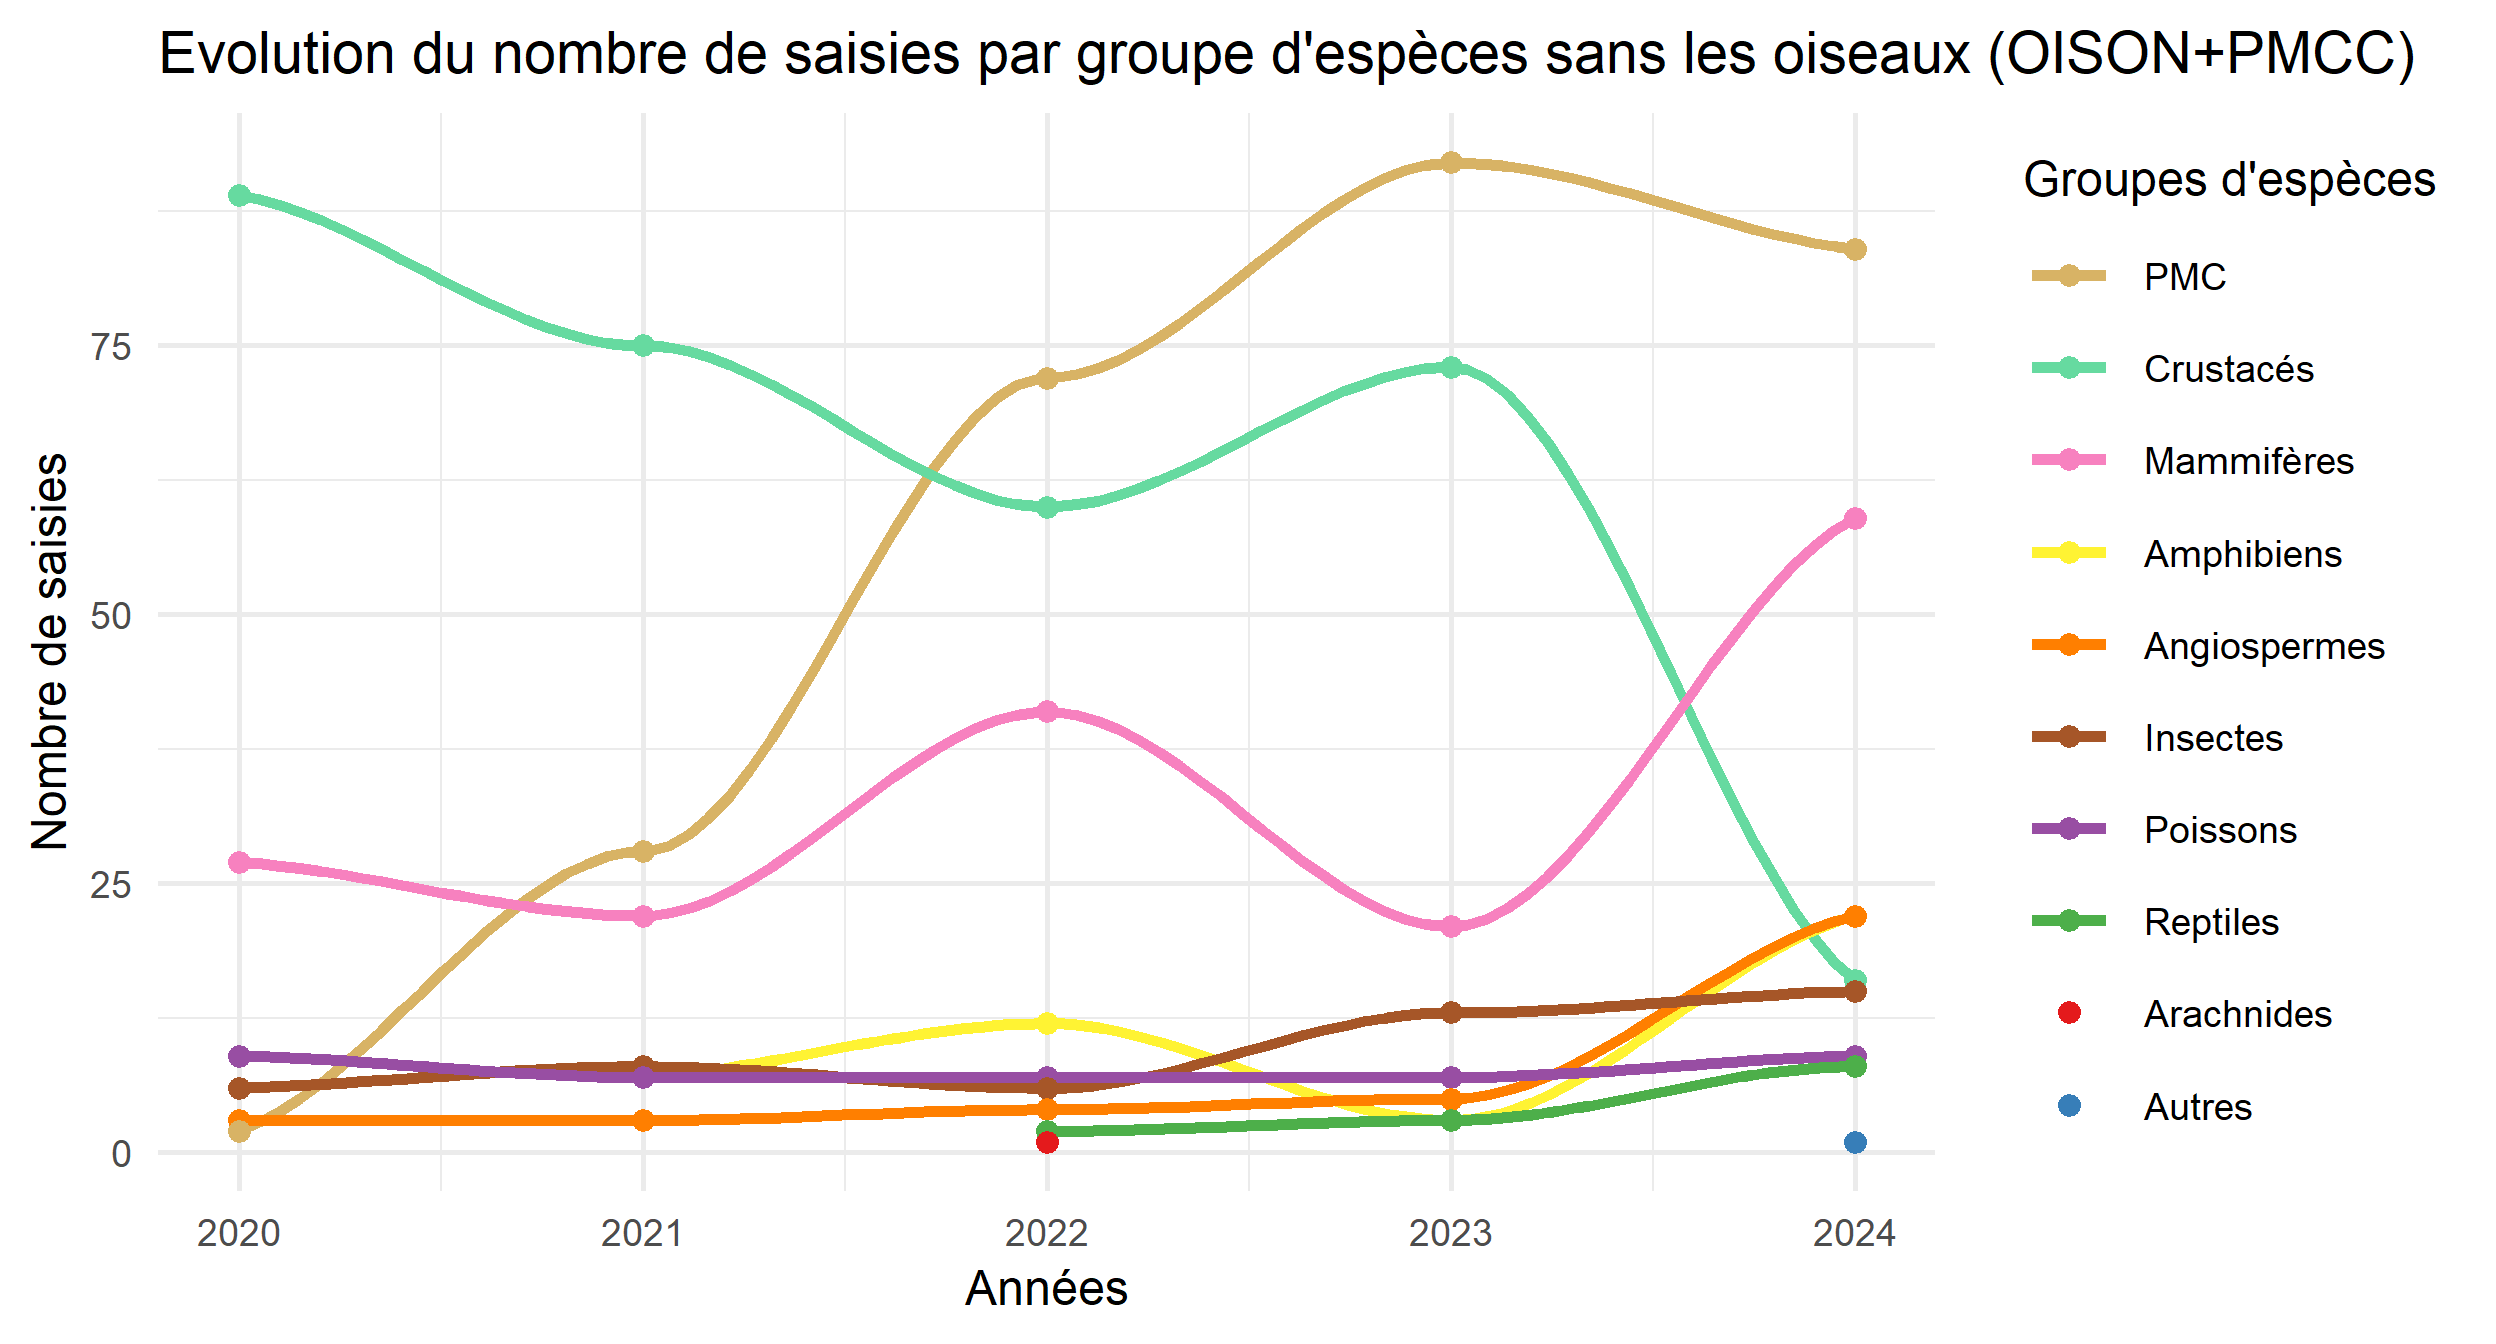 Evolution du nombre de saisies par groupe d'espèces sans les oiseaux (OISON+PMCC)
Nombre de saisies
75
50
25
0
2020
2021
2022
2023
2024
Années
Groupes d'espèces
PMC
Crustacés
Mammifères
Amphibiens
Angiospermes
Insectes
Poissons
Reptiles
Arachnides
Autres